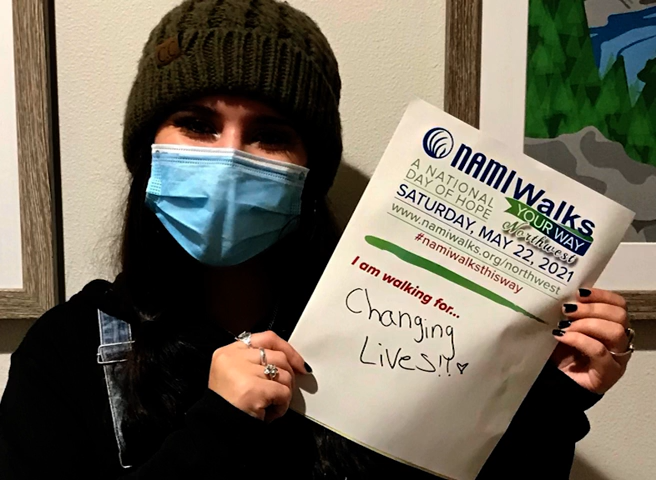 NAMIWalks
A NATIONAL
DAY OF HOPE
YOUR WAY
Northwest
SATURDAY, MAY 22, 2021
www.namiwalks.org/northwest
#namiwalksthisway
I am walking for...
Changing
Lives!! ♡